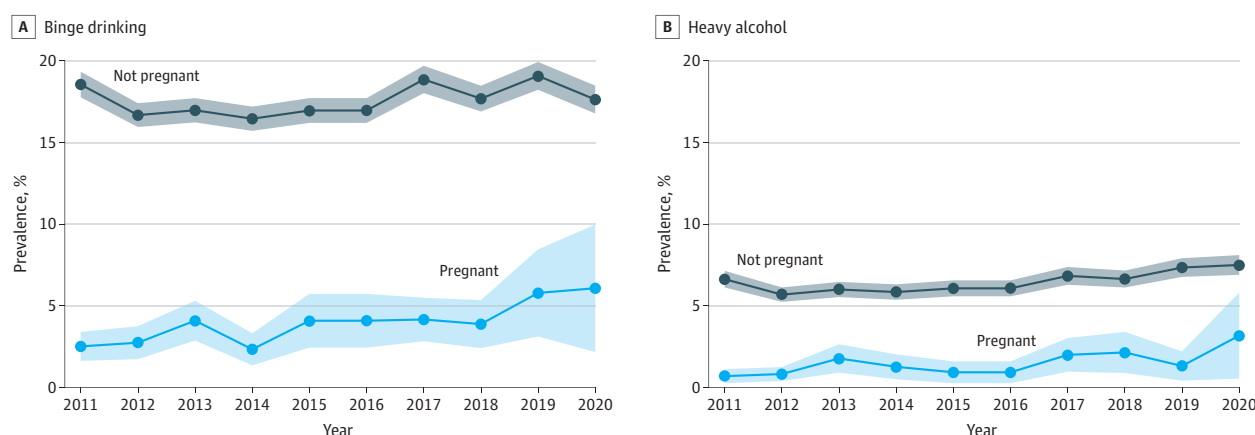 A Binge drinking
20
15
10
5
0
Prevalence, %
Not pregnant
Pregnant
2011 2012 2013 2014 2015 2016 2017 2018 2019 2020
Year
B Heavy alcohol
20
15
10
5
0
Prevalence, %
Not pregnant
Pregnant
2011 2012 2013 2014 2015 2016 2017 2018 2019 2020
Year